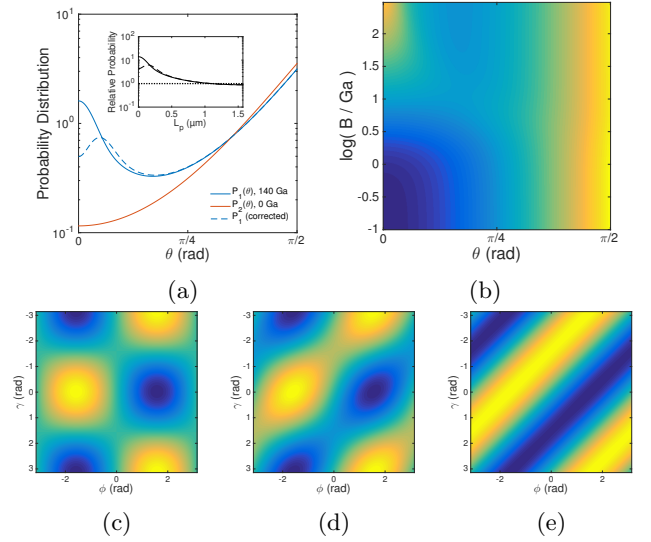 Probability Distribution
10^1
10^0
10^-1
0
π/4
π/2
θ (rad)
Relative Probability
10^2
10^1
10^0
10^-1
0
0.5
1
1.5
L_p (μm)
P_1(θ), 140 Ga
P_2(θ), 0 Ga
P_1 (corrected)
(a)
log( B / Ga )
2
1.5
1
0.5
0
-0.5
-1
0
π/4
π/2
θ (rad)
(b)
γ (rad)
-3
-2
-1
0
1
2
3
-2
0
2
ϕ (rad)
(c)
γ (rad)
-3
-2
-1
0
1
2
3
-2
0
2
ϕ (rad)
(d)
γ (rad)
-3
-2
-1
0
1
2
3
-2
0
2
ϕ (rad)
(e)